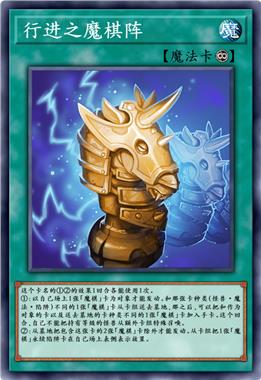 行进之魔棋阵
魔
【魔法卡∞】
这个卡名的①②的效果1回合各能使用1次。
①：以自己场上1张「魔棋」卡为对象才能发动。和那张卡种类(怪兽·魔
法·陷阱)不同的1张「魔棋」卡从卡组送去墓地。那之后，可以把和作为
对象的卡以及送去墓地的卡种类不同的1张「魔棋」卡加入手卡。这个回
合，自己不能把持有等级的怪兽从额外卡组特殊召唤。
②：从墓地把包含这张卡的2张「魔棋」卡除外才能发动。从卡组把1张「魔棋」
永续陷阱卡在自己场上表侧表示放置。